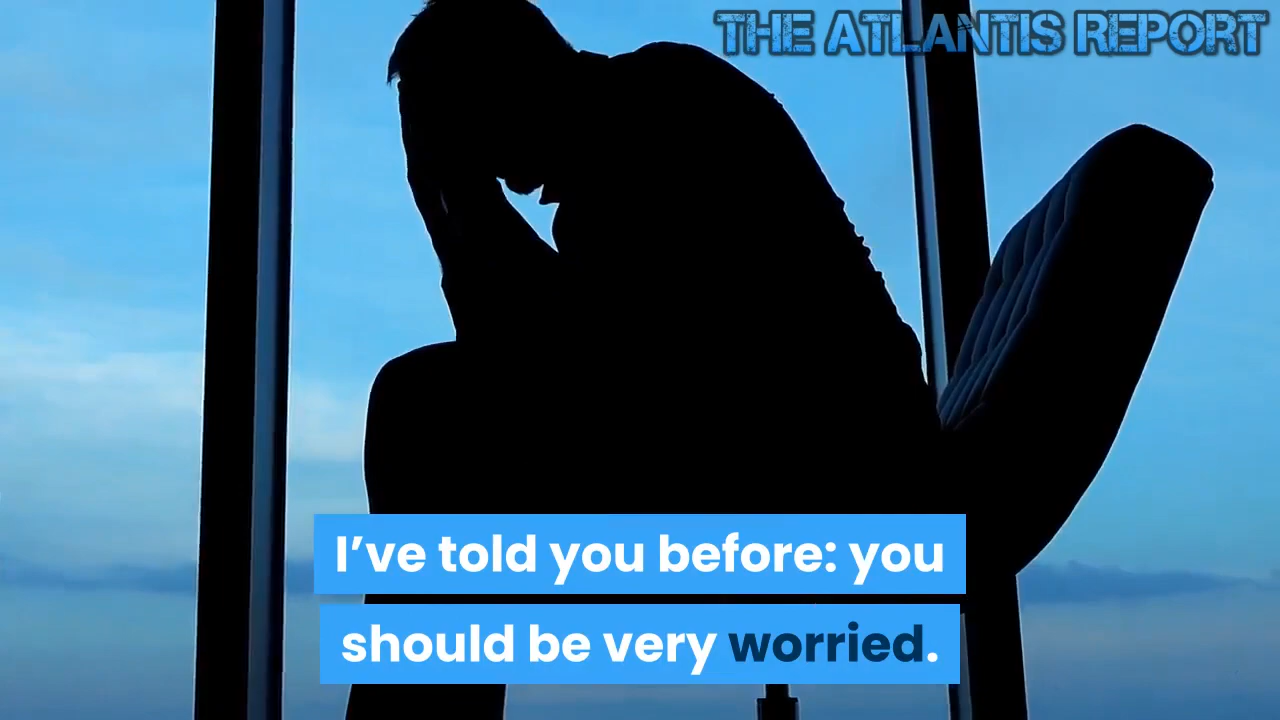 THE ATLANTIS REPORT
I’ve told you before: you
should be very worried.